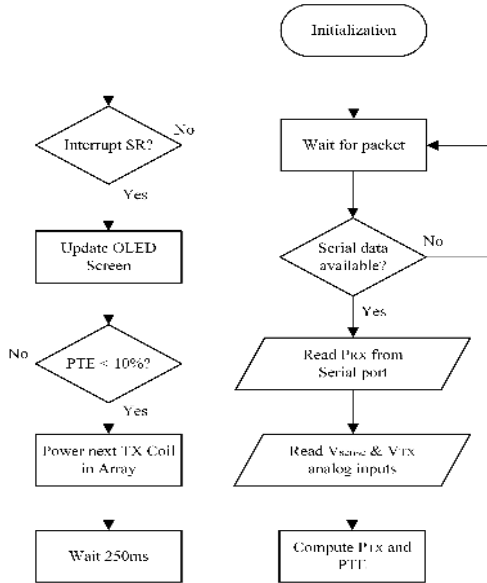 Initialization
Wait for packet
Serial data
available?
No
Yes
Read PRX from
Serial port
Read Vsense & VTX
analog inputs
Compute PTX and
PTE
Interrupt SR?
No
Yes
Update OLED
Screen
PTE < 10%?
No
Yes
Power next TX Coil
in Array
Wait 250ms